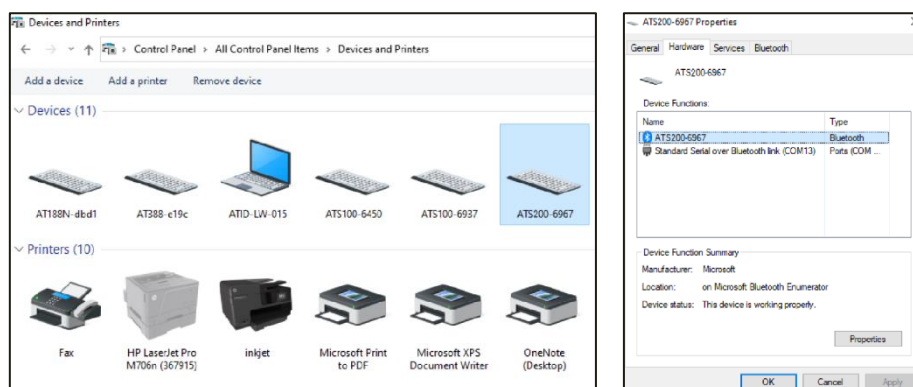 Devices and Printers
Control Panel > All Control Panel Items > Devices and Printers
Add a device Add a printer Remove device
Devices (11)
AT188N-dbd1 AT388-c19c ATID-LW-015 ATS100-6450 ATS100-6937 ATS200-6967
Printers (10)
Fax HP LaserJet Pro M706n (367915) inkjet Microsoft Print to PDF Microsoft XPS Document Writer OneNote (Desktop)
ATS200-6967 Properties
General Hardware Services Bluetooth
ATS200-6967
Device Functions:
Name Type
ATS200-6967 Bluetooth
Standard Serial over Bluetooth link (COM13) Ports (COM ...
Device Function Summary
Manufacturer: Microsoft
Location: on Microsoft Bluetooth Enumerator
Device status: This device is working properly.
Properties
OK Cancel Apply